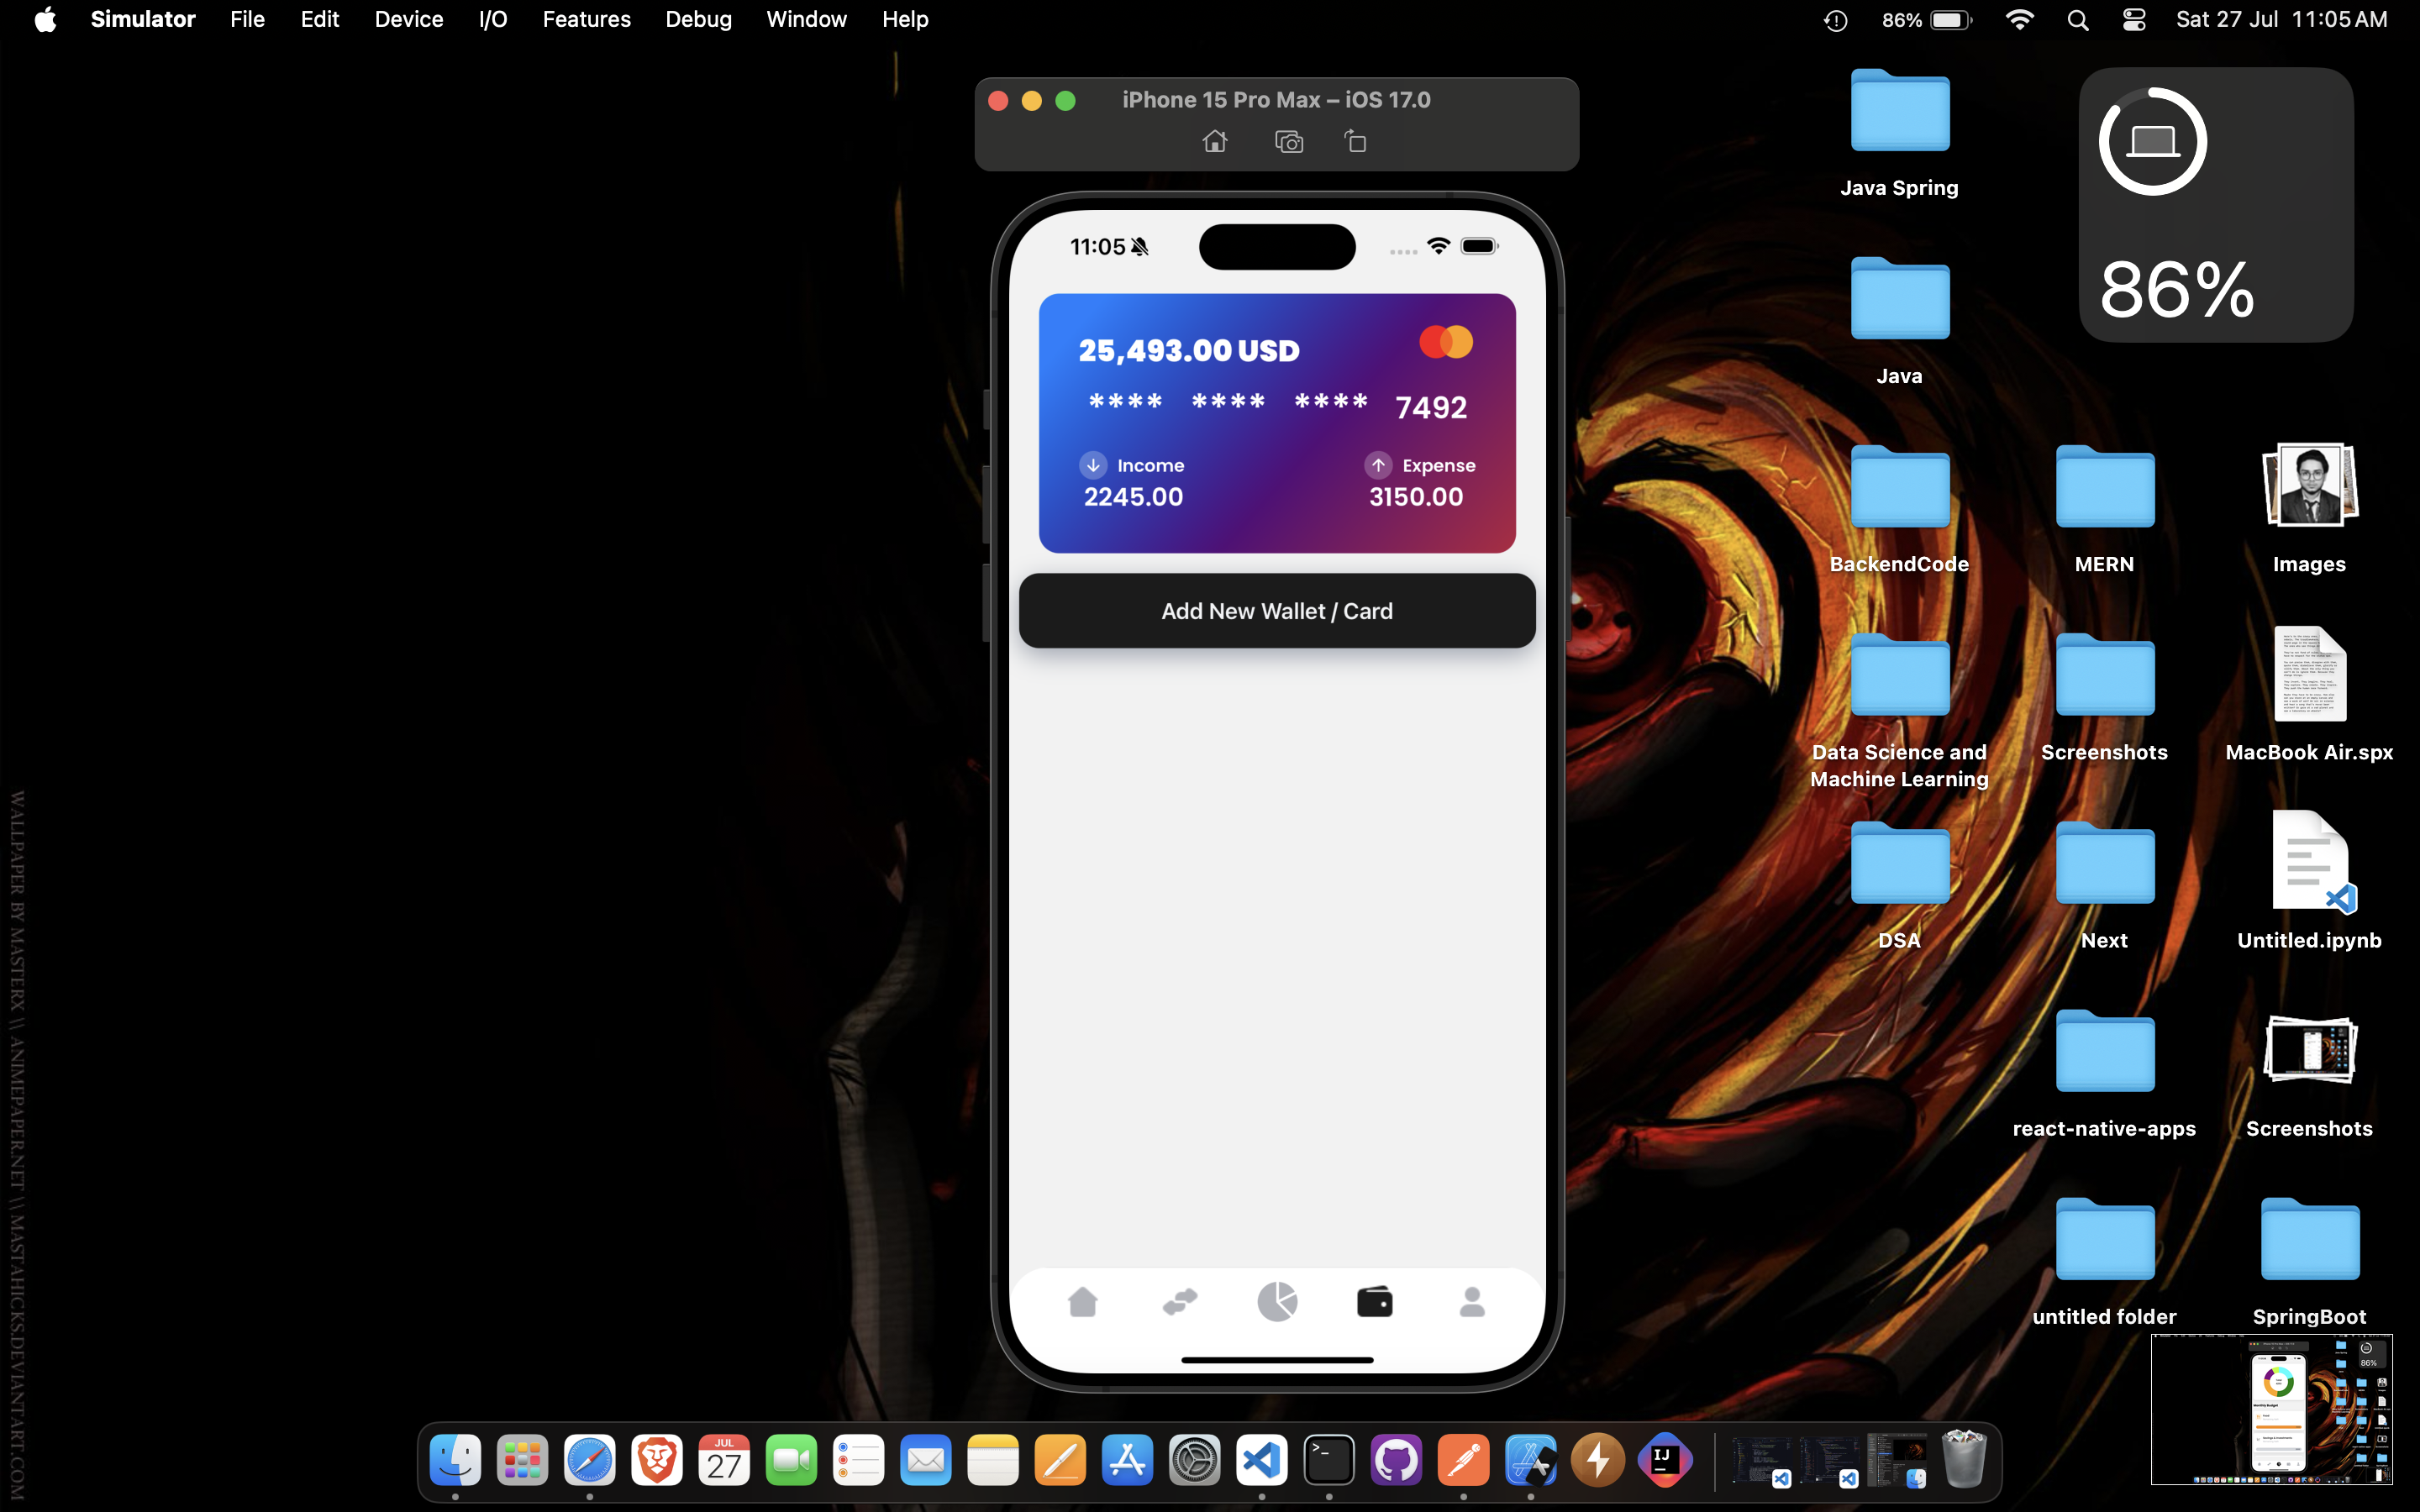 Simulator File Edit Device I/O Features Debug Window Help 86% Sat 27 Jul 11:05 AM
iPhone 15 Pro Max – iOS 17.0
11:05
25,493.00 USD
**** **** **** 7492
Income Expense
2245.00 3150.00
Add New Wallet / Card
86%
Java Spring
Java
BackendCode MERN Images
Data Science and
Machine Learning
Screenshots MacBook Air.spx
DSA Next Untitled.ipynb
react-native-apps Screenshots
untitled folder SpringBoot
WALLPAPER BY MASTERX \\ ANIMEPAPER.NET \\ MASTAHICKS.DEVIANTART.COM
JUL
27
>_
IJ
86%
Monthly Budget